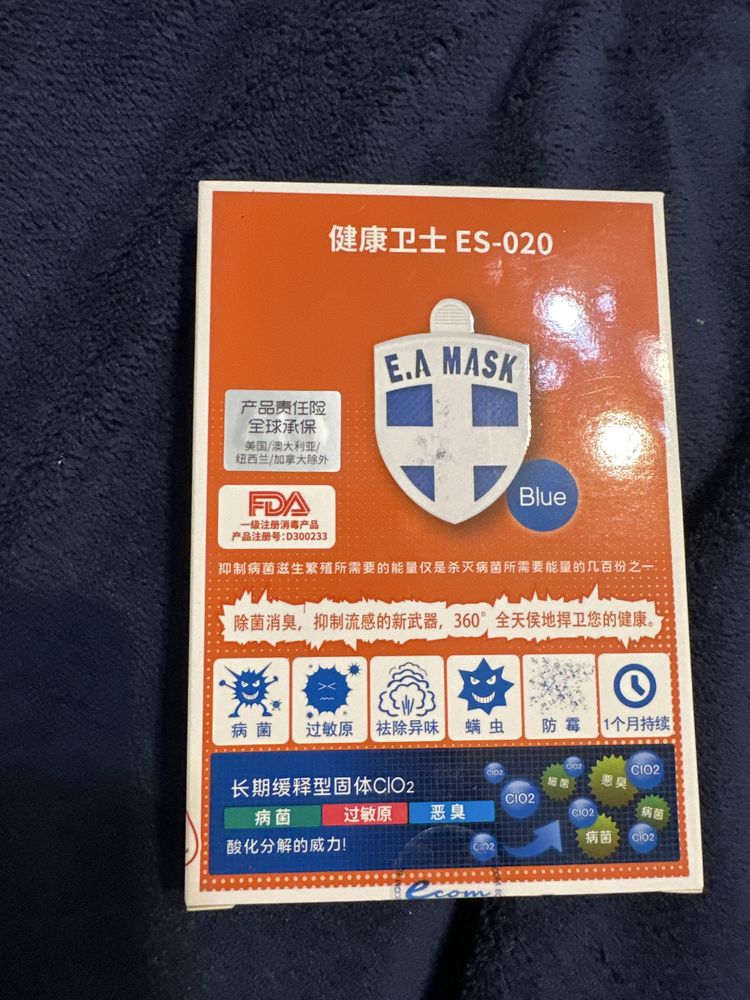 健康卫士 ES-020
E.A MASK
产品责任险
全球承保
美国/澳大利亚/
纽西兰/加拿大除外
Blue
FDA
一级注册消毒产品
产品注册号:D300233
抑制病菌滋生繁殖所需要的能量仅是杀灭病菌所需要能量的几百份之一
除菌消臭，抑制流感的新武器，360°全天侯地捍卫您的健康。
病菌
过敏原
祛除异味
螨虫
防霉
1个月持续
长期缓释型固体ClO2
病菌 过敏原 恶臭
酸化分解的威力!
ClO2
ClO2
ClO2
細菌
恶臭
ClO2
ClO2
病菌
病菌
ClO2
ClO2
ecom